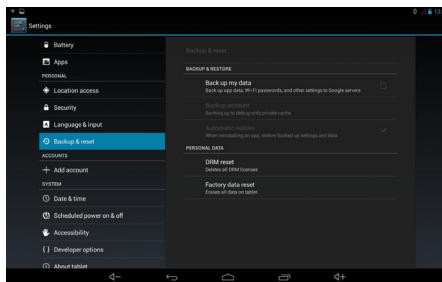 Settings
Battery
Apps
PERSONAL
Location access
Security
Language & input
Backup & reset
ACCOUNTS
Add account
SYSTEM
Date & time
Scheduled power on & off
Accessibility
Developer options
About tablet
Backup & reset
BACKUP & RESTORE
Back up my data
Back up app data, Wi-Fi passwords, and other settings to Google servers
Backup account
Backing up to debug-only private cache
Automatic restore
When reinstalling an app, restore backed up settings and data
PERSONAL DATA
DRM reset
Deletes all DRM licenses
Factory data reset
Erases all data on tablet